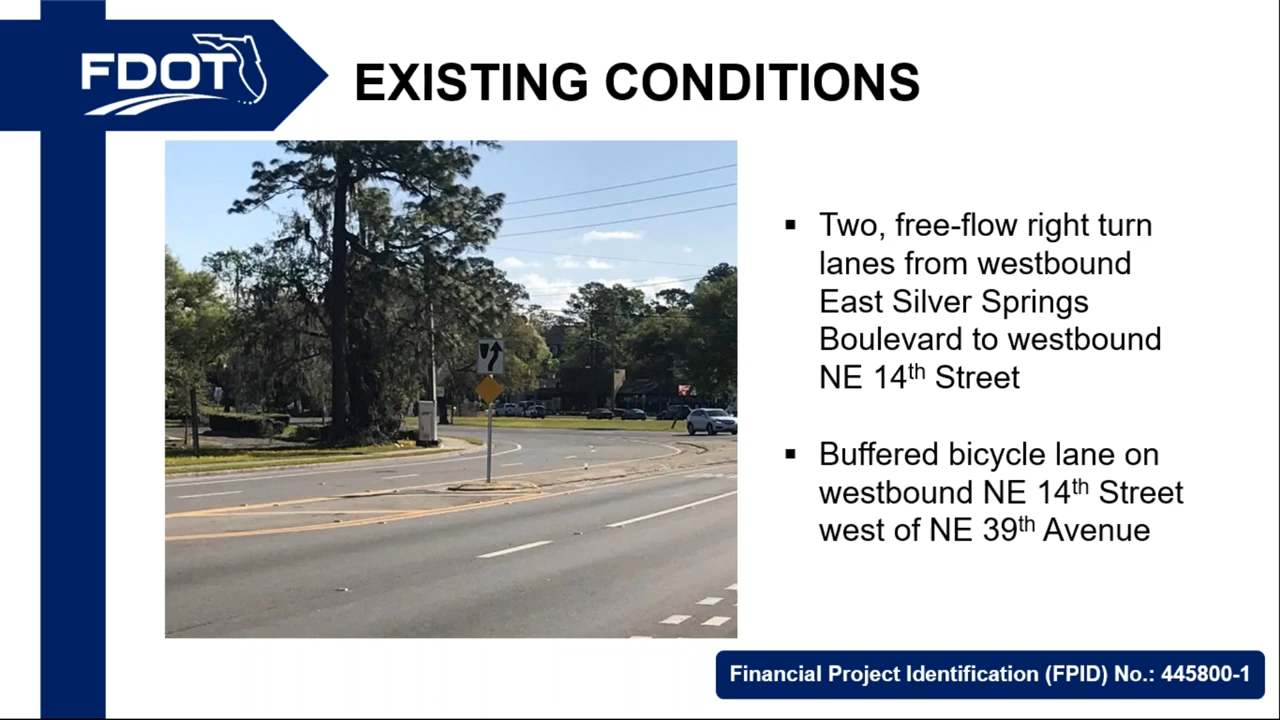 FDOT
EXISTING CONDITIONS
▪ Two, free-flow right turn
lanes from westbound
East Silver Springs
Boulevard to westbound
NE 14th Street
▪ Buffered bicycle lane on
westbound NE 14th Street
west of NE 39th Avenue
Financial Project Identification (FPID) No.: 445800-1